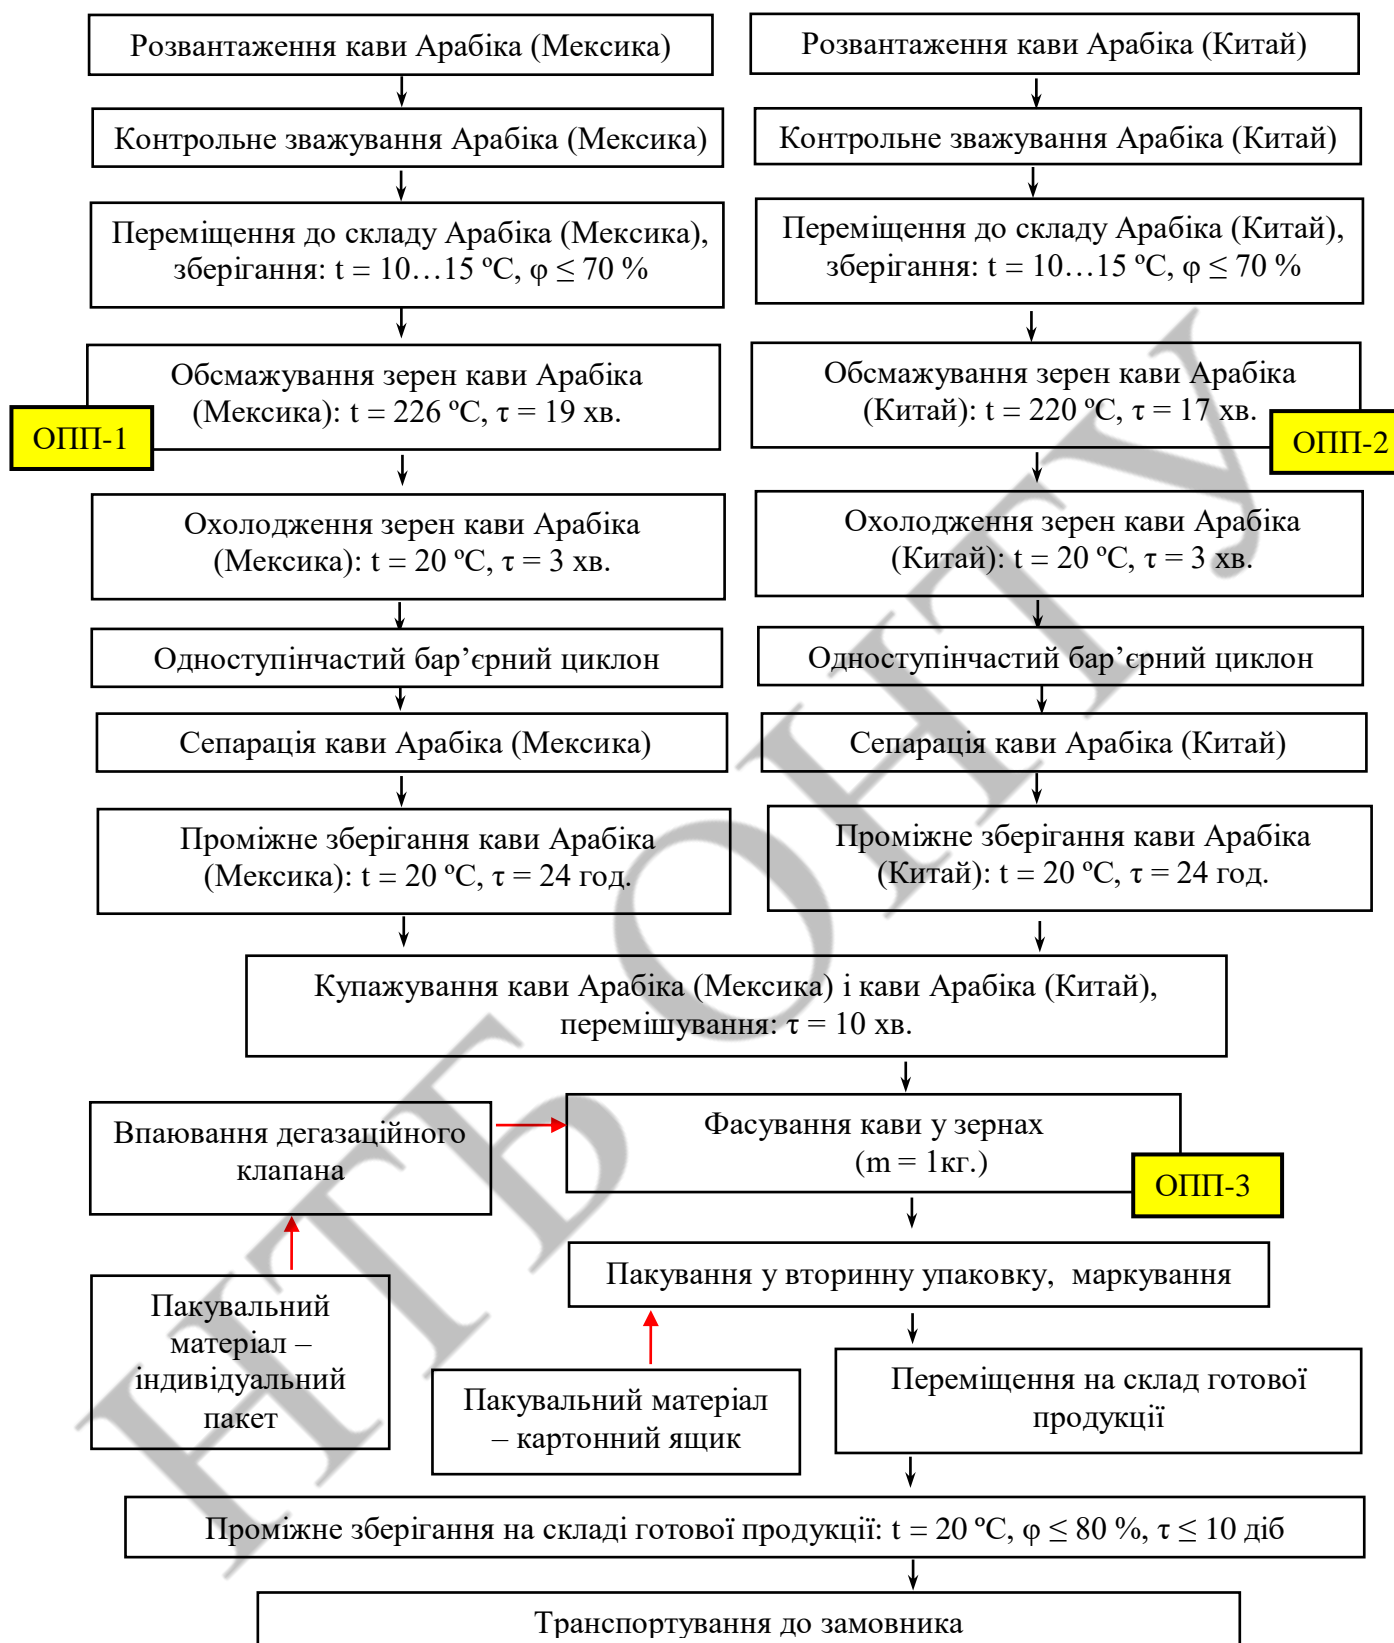 Розвантаження кави Арабіка (Мексика)
Розвантаження кави Арабіка (Китай)
Контрольне зважування Арабіка (Мексика)
Контрольне зважування Арабіка (Китай)
Переміщення до складу Арабіка (Мексика),
зберігання: t = 10…15 ºС, φ ≤ 70 %
Переміщення до складу Арабіка (Китай),
зберігання: t = 10…15 ºС, φ ≤ 70 %
Обсмажування зерен кави Арабіка
(Мексика): t = 226 ºС, τ = 19 хв.
ОПП-1
Обсмажування зерен кави Арабіка
(Китай): t = 220 ºС, τ = 17 хв.
ОПП-2
Охолодження зерен кави Арабіка
(Мексика): t = 20 ºС, τ = 3 хв.
Охолодження зерен кави Арабіка
(Китай): t = 20 ºС, τ = 3 хв.
Одноступінчастий бар’єрний циклон
Одноступінчастий бар’єрний циклон
Сепарація кави Арабіка (Мексика)
Сепарація кави Арабіка (Китай)
Проміжне зберігання кави Арабіка
(Мексика): t = 20 ºС, τ = 24 год.
Проміжне зберігання кави Арабіка
(Китай): t = 20 ºС, τ = 24 год.
Купажування кави Арабіка (Мексика) і кави Арабіка (Китай),
перемішування: τ = 10 хв.
Впаювання дегазаційного
клапана
Фасування кави у зернах
(m = 1кг.)
ОПП-3
Пакування у вторинну упаковку, маркування
Пакувальний
матеріал –
індивідуальний
пакет
Пакувальний матеріал
– картонний ящик
Переміщення на склад готової
продукції
Проміжне зберігання на складі готової продукції: t = 20 ºС, φ ≤ 80 %, τ ≤ 10 діб
Транспортування до замовника
НТБ ОНТУ